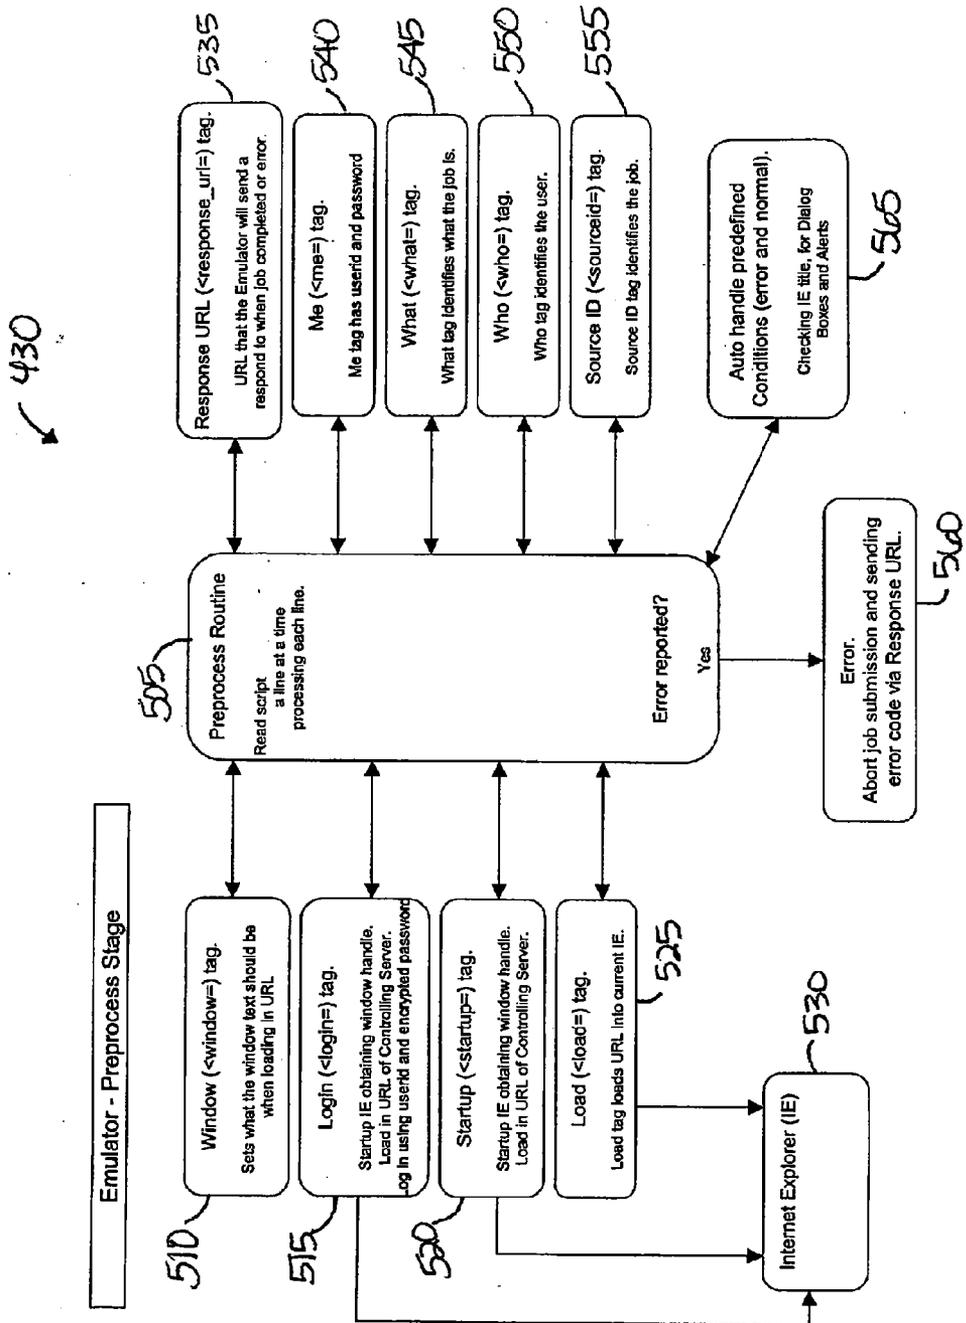 430
Emulator - Preprocess Stage
505
Preprocess Routine
Read script
a line at a time
processing each line.
Error reported?
Yes
510
Window (<window=) tag.
Sets what the window text should be
when loading in URL
515
Login (<login=) tag.
Startup IE obtaining window handle.
Load in URL of Controlling Server.
Log in using userid and encrypted password
520
Startup (<startup=) tag.
Startup IE obtaining window handle.
Load in URL of Controlling Server.
525
Load (<load=) tag.
Load tag loads URL into current IE.
530
Internet Explorer (IE)
535
Response URL (<response_url=) tag.
URL that the Emulator will send a
respond to when job completed or error.
540
Me (<me=) tag.
Me tag has userid and password
545
What (<what=) tag.
What tag identifies what the job is.
550
Who (<who=) tag.
Who tag identifies the user.
555
Source ID (<sourceid=) tag.
Source ID tag identifies the job.
560
Error.
Abort job submission and sending
error code via Response URL.
565
Auto handle predefined
Conditions (error and normal).
Checking IE title, for Dialog
Boxes and Alerts